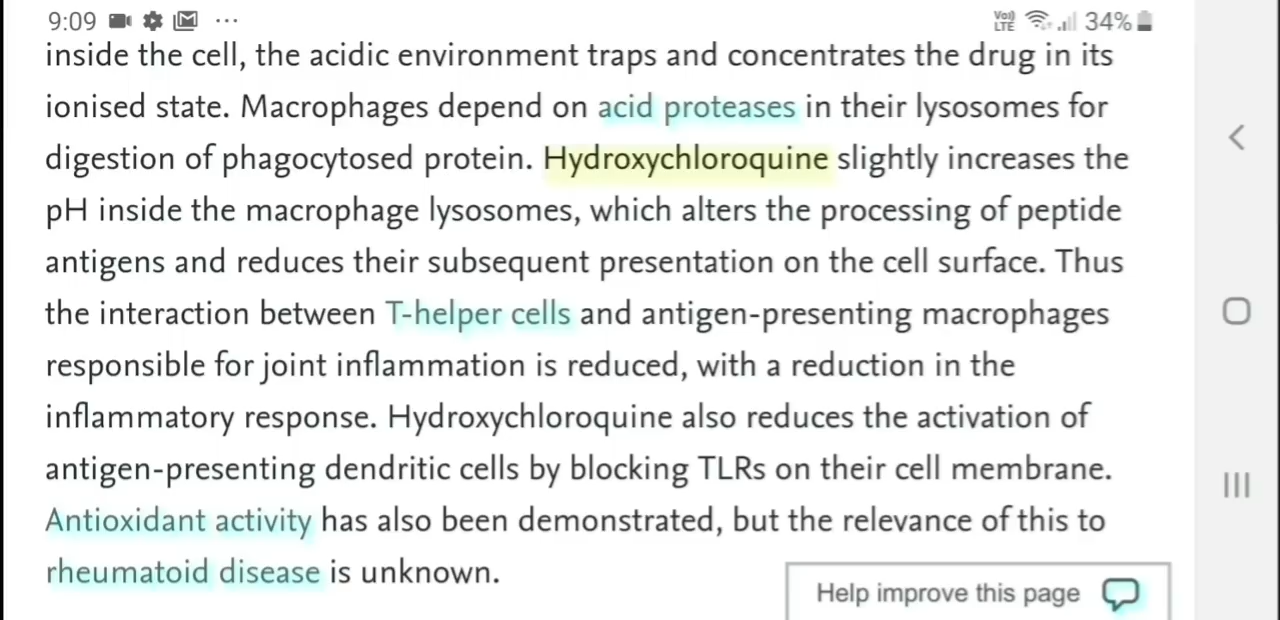 9:09 ... Vo)) LTE 34%
inside the cell, the acidic environment traps and concentrates the drug in its
ionised state. Macrophages depend on acid proteases in their lysosomes for
digestion of phagocytosed protein. Hydroxychloroquine slightly increases the
pH inside the macrophage lysosomes, which alters the processing of peptide
antigens and reduces their subsequent presentation on the cell surface. Thus
the interaction between T-helper cells and antigen-presenting macrophages
responsible for joint inflammation is reduced, with a reduction in the
inflammatory response. Hydroxychloroquine also reduces the activation of
antigen-presenting dendritic cells by blocking TLRs on their cell membrane.
Antioxidant activity has also been demonstrated, but the relevance of this to
rheumatoid disease is unknown.
Help improve this page